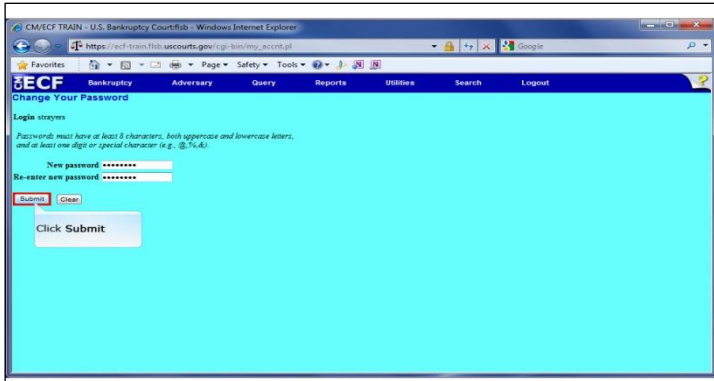 CM/ECF TRAIN - U.S. Bankruptcy Court:flsb - Windows Internet Explorer
https://ecf-train.flsb.uscourts.gov/cgi-bin/my_accnt.pl
Google
Favorites
Page
Safety
Tools
ECF
Bankruptcy
Adversary
Query
Reports
Utilities
Search
Logout
?
Change Your Password
Login strayers
Passwords must have at least 8 characters, both uppercase and lowercase letters,
and at least one digit or special character (e.g., @,%,&).
New password ••••••••
Re-enter new password ••••••••
Submit Clear
Click Submit